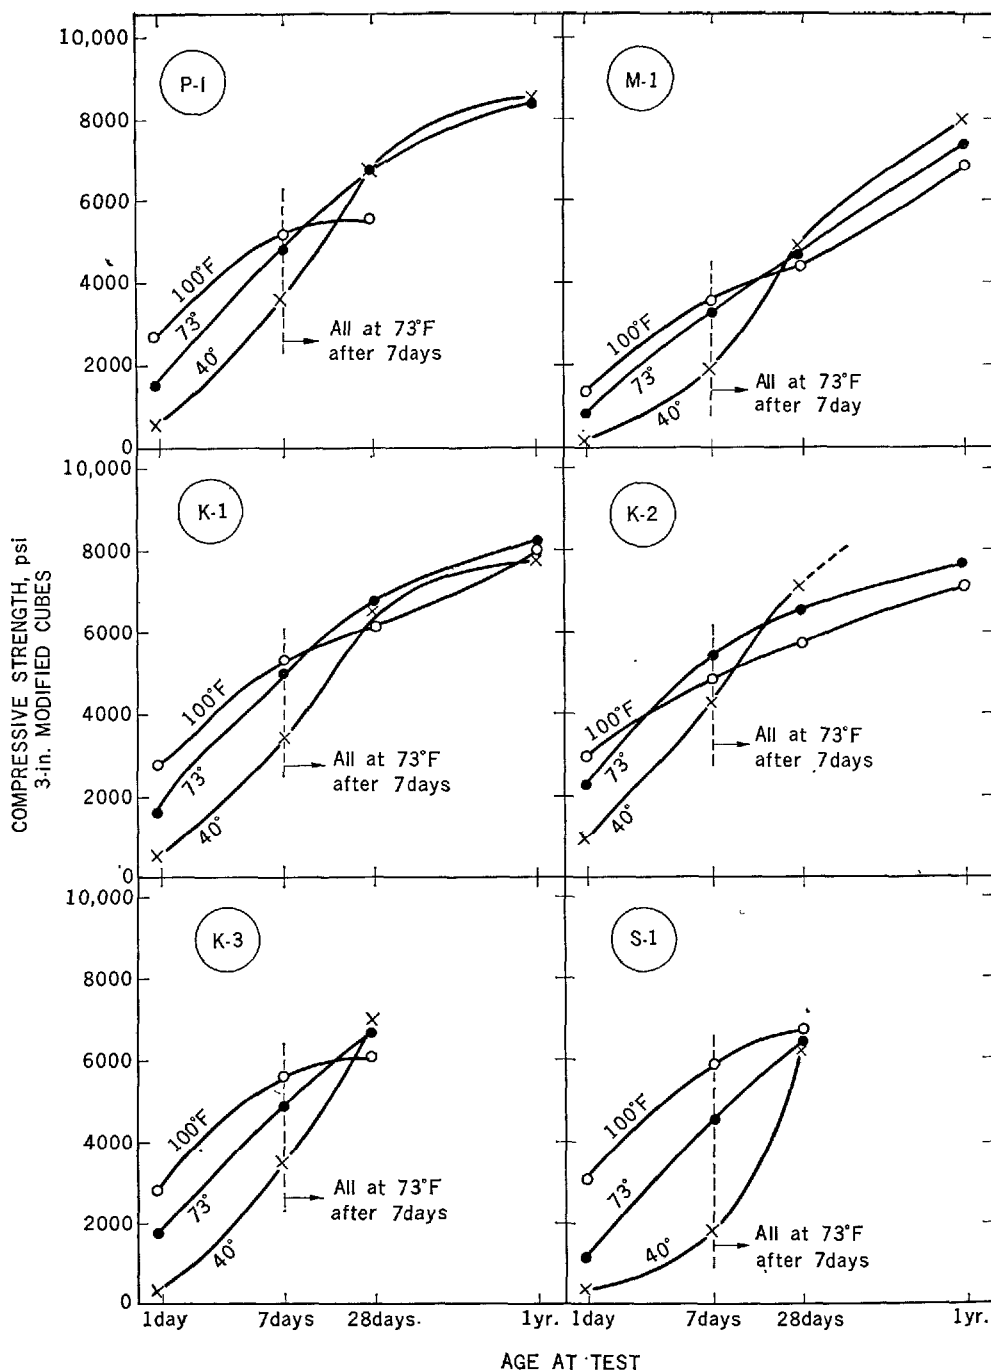 10,000
8000
6000
4000
2000
0
P-1
100°F
73°
40°
All at 73°F
after 7days
M-1
100°F
73°
40°
All at 73°F
after 7day
10,000
8000
6000
4000
2000
0
K-1
100°F
73°
40°
All at 73°F
after 7days
K-2
100°F
73°
40°
All at 73°F
after 7days
COMPRESSIVE STRENGTH, psi
3-in. MODIFIED CUBES
10,000
8000
6000
4000
2000
0
K-3
100°F
73°
40°
All at 73°F
after 7days
S-1
100°F
73°
40°
All at 73°F
after 7days
1day 7days 28days. 1yr. 1day 7days 28days 1yr.
AGE AT TEST